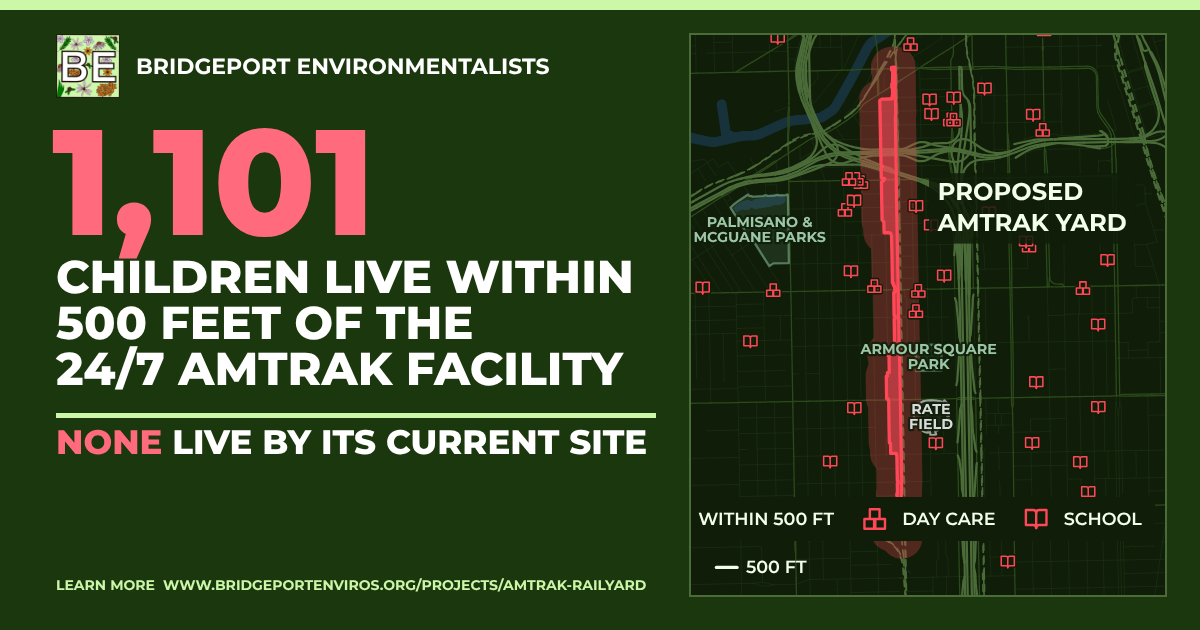 BE
BRIDGEPORT ENVIRONMENTALISTS
1,101
CHILDREN LIVE WITHIN
500 FEET OF THE
24/7 AMTRAK FACILITY
NONE LIVE BY ITS CURRENT SITE
LEARN MORE WWW.BRIDGEPORTENVIROS.ORG/PROJECTS/AMTRAK-RAILYARD
PROPOSED
AMTRAK YARD
PALMISANO &
MCGUANE PARKS
ARMOUR SQUARE
PARK
RATE
FIELD
WITHIN 500 FT
DAY CARE
SCHOOL
500 FT